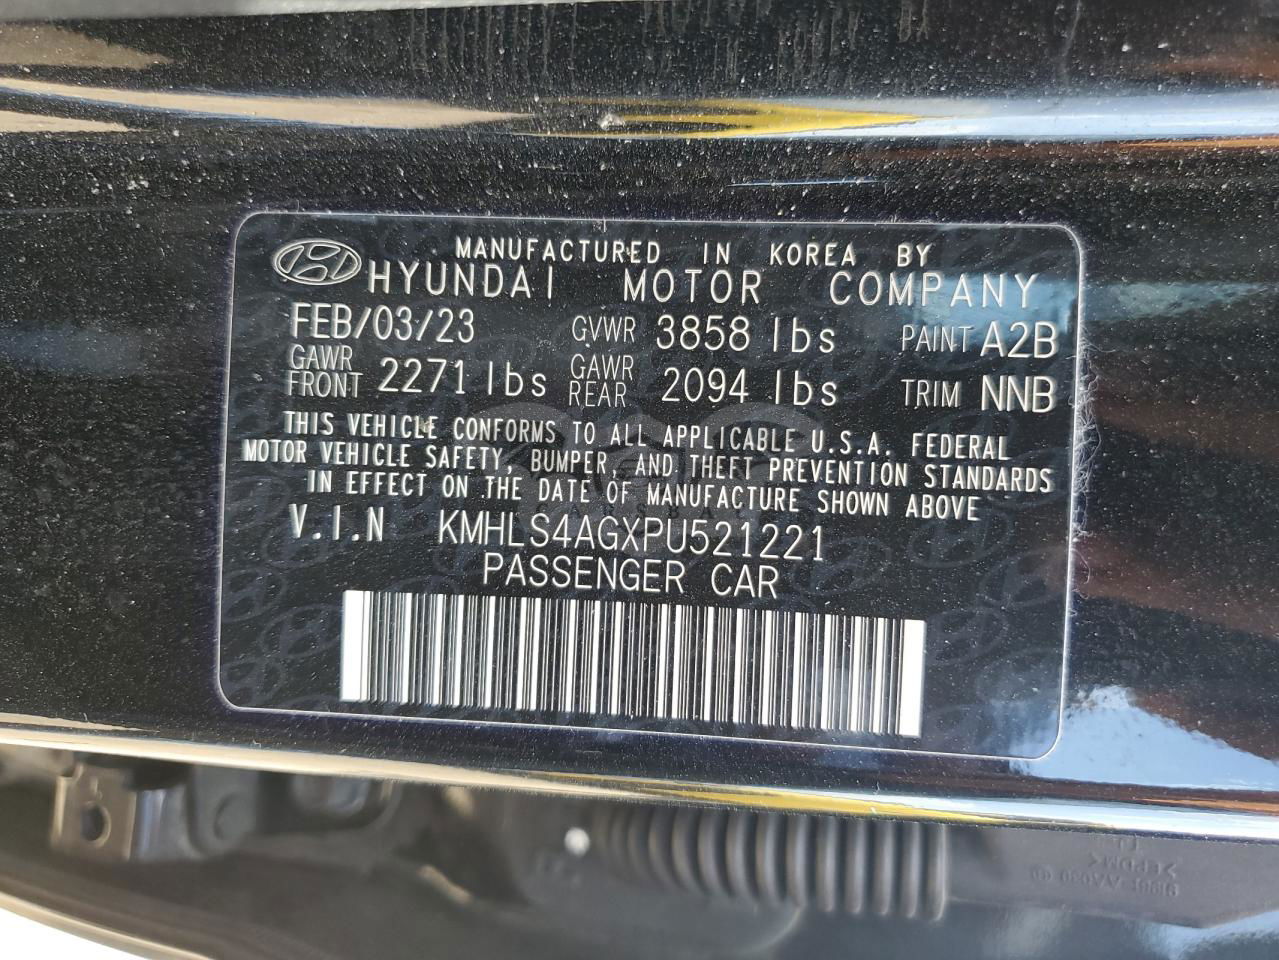 MANUFACTURED IN KOREA BY
HYUNDAI MOTOR COMPANY
FEB/03/23 GVWR 3858 lbs PAINT A2B
GAWR FRONT 2271 lbs GAWR REAR 2094 lbs TRIM NNB
THIS VEHICLE CONFORMS TO ALL APPLICABLE U.S.A. FEDERAL
MOTOR VEHICLE SAFETY, BUMPER, AND THEFT PREVENTION STANDARDS
IN EFFECT ON THE DATE OF MANUFACTURE SHOWN ABOVE
V.I.N KMHLS4AGXPU521221
PASSENGER CAR
>EPDM<